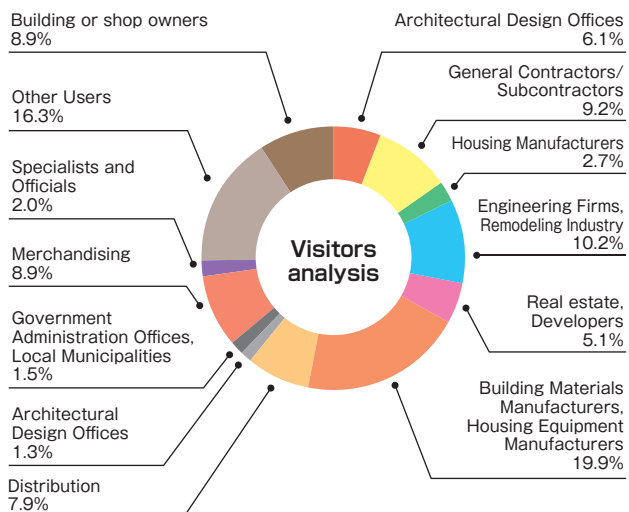 Building or shop owners
8.9%
Other Users
16.3%
Specialists and
Officials
2.0%
Merchandising
8.9%
Government
Administration Offices,
Local Municipalities
1.5%
Architectural
Design Offices
1.3%
Distribution
7.9%
Visitors
analysis
Architectural Design Offices
6.1%
General Contractors/
Subcontractors
9.2%
Housing Manufacturers
2.7%
Engineering Firms,
Remodeling Industry
10.2%
Real estate,
Developers
5.1%
Building Materials
Manufacturers,
Housing Equipment
Manufacturers
19.9%